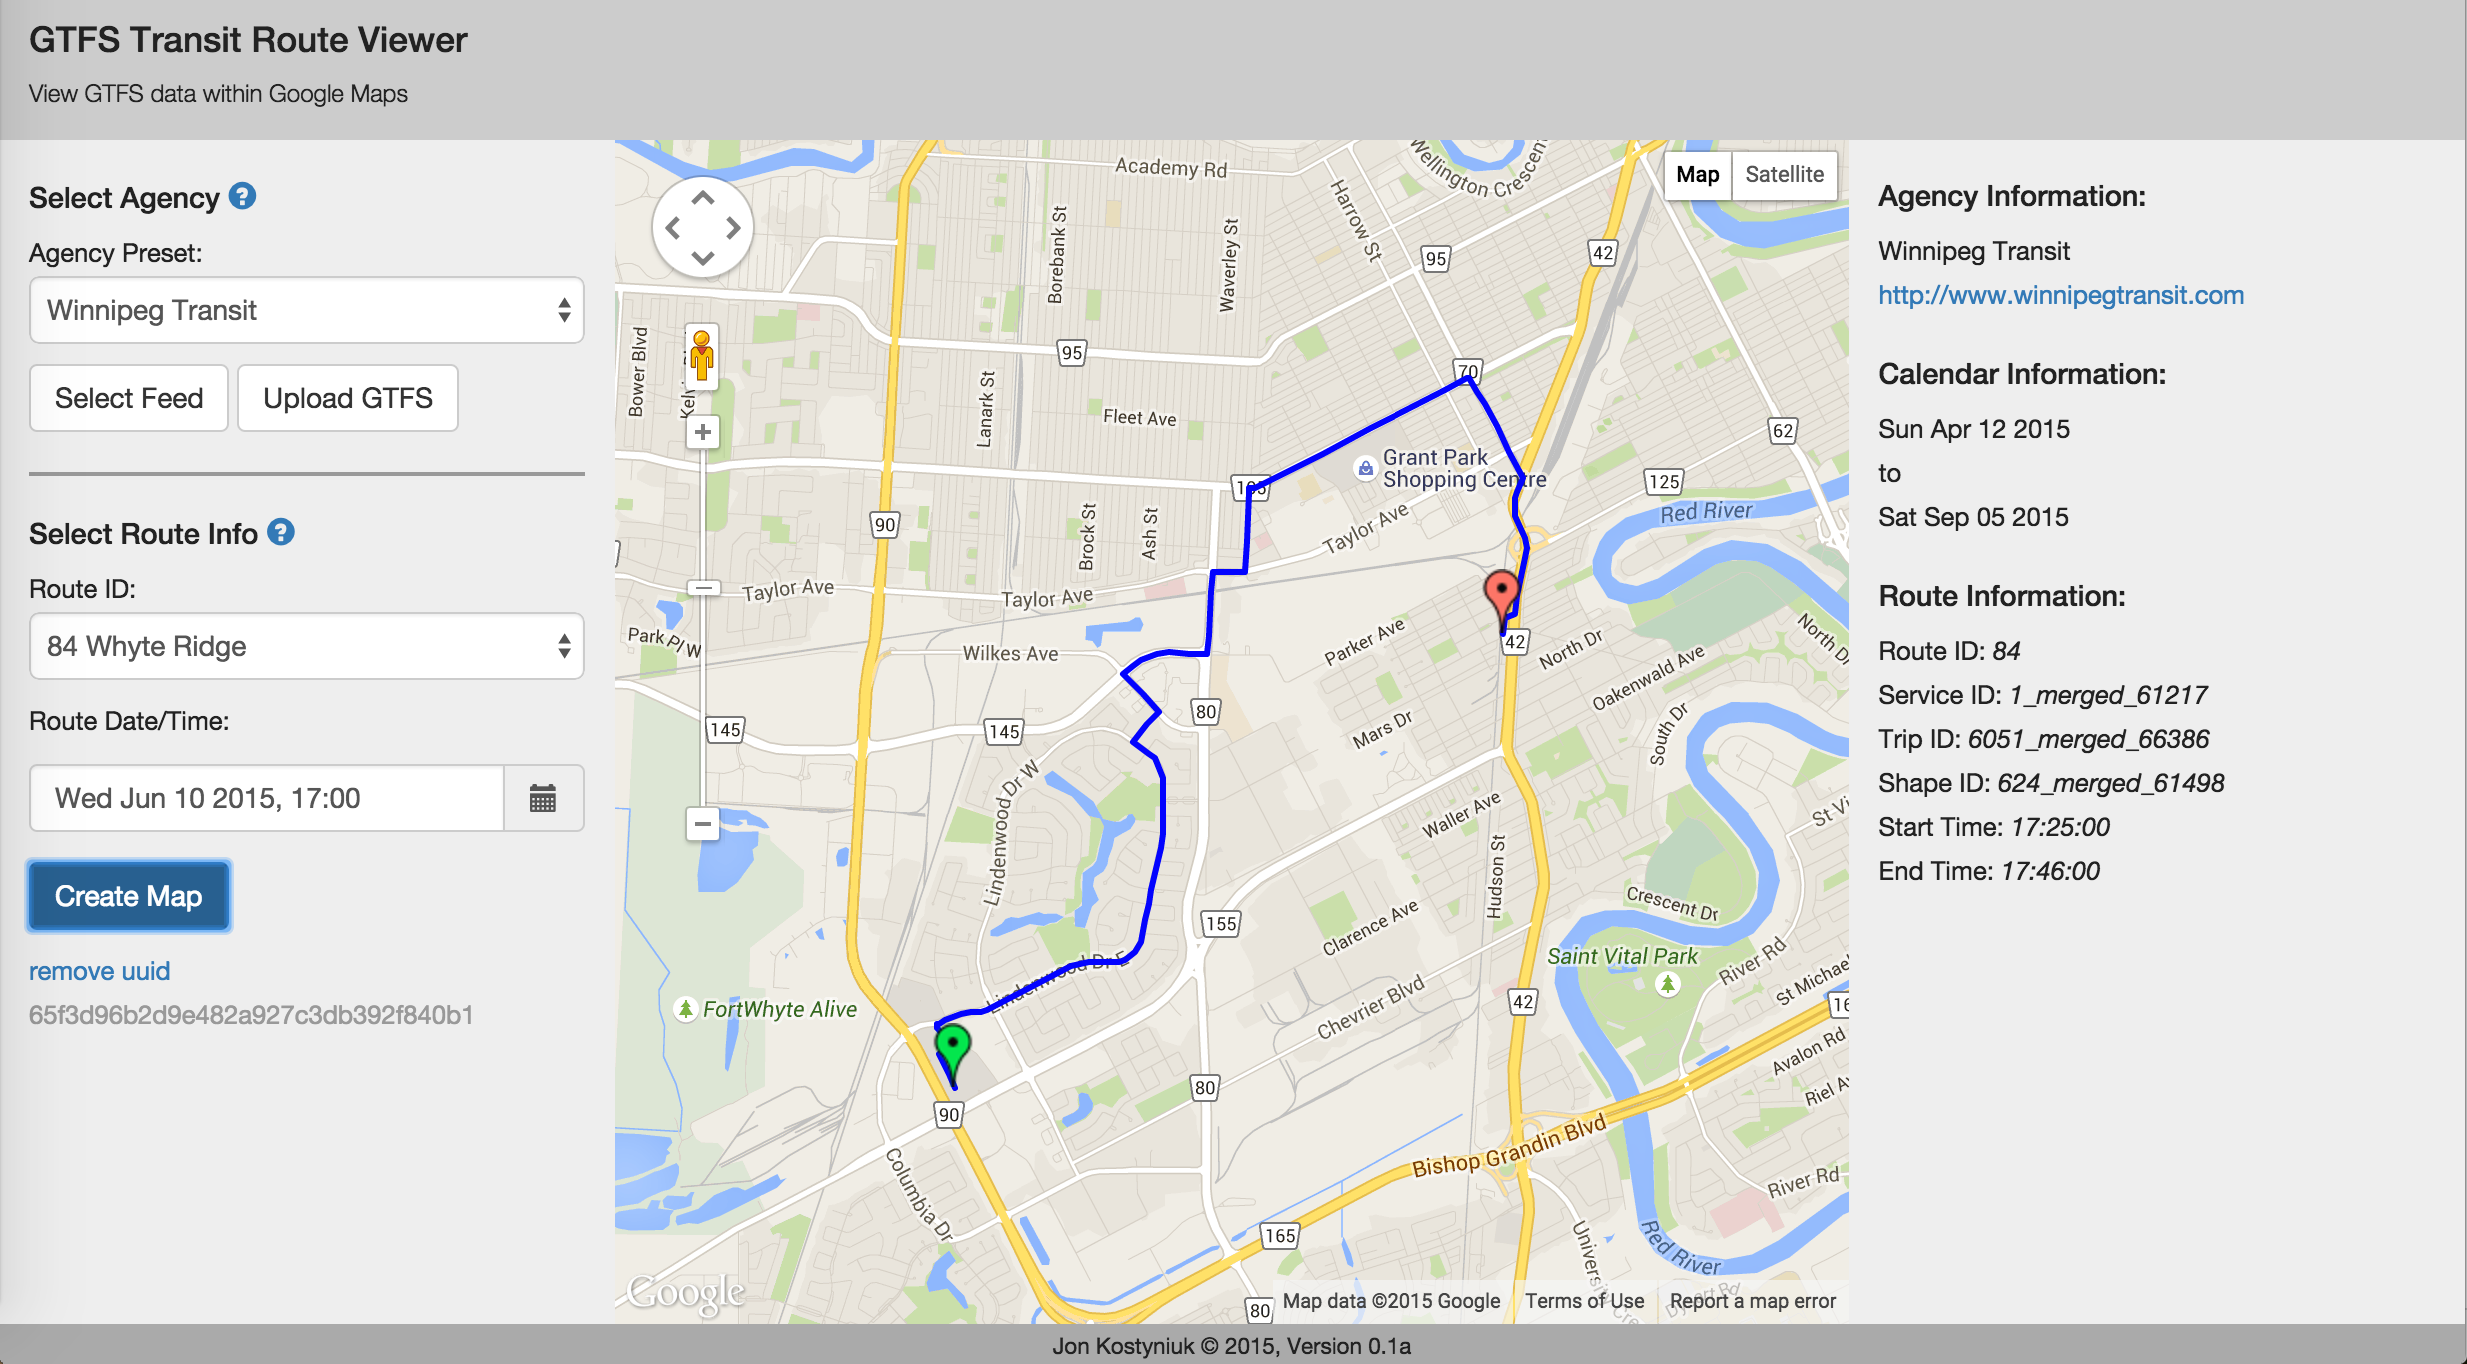 GTFS Transit Route Viewer
View GTFS data within Google Maps
Select Agency ?
Agency Preset:
Winnipeg Transit
Select Feed
Upload GTFS
Select Route Info ?
Route ID:
84 Whyte Ridge
Route Date/Time:
Wed Jun 10 2015, 17:00
Create Map
remove uuid
65f3d96b2d9e482a927c3db392f840b1
Map
Satellite
Academy Rd
Wellington Crescent
Harrow St
Borebank St
Waverley St
95
42
Bower Blvd
95
Lanark St
Fleet Ave
70
62
Grant Park
Shopping Centre
125
Red River
90
Brock St
Ash St
Taylor Ave
Taylor Ave
Taylor Ave
Park Pl W
Wilkes Ave
Parker Ave
42
North Dr
North Dr
Oakenwald Ave
80
145
145
Mars Dr
South Dr
Lindenwood Dr W
Waller Ave
Hudson St
Crescent Dr
155
Clarence Ave
Saint Vital Park
River Rd
St Michael
Lindenwood Dr E
FortWhyte Alive
Chevrier Blvd
42
Avalon Rd
80
90
Bishop Grandin Blvd
Columbia Dr
River Rd
165
Red River
80
Google
Map data ©2015 Google
Terms of Use
Report a map error
Agency Information:
Winnipeg Transit
http://www.winnipegtransit.com
Calendar Information:
Sun Apr 12 2015
to
Sat Sep 05 2015
Route Information:
Route ID: 84
Service ID: 1_merged_61217
Trip ID: 6051_merged_66386
Shape ID: 624_merged_61498
Start Time: 17:25:00
End Time: 17:46:00
Jon Kostyniuk © 2015, Version 0.1a